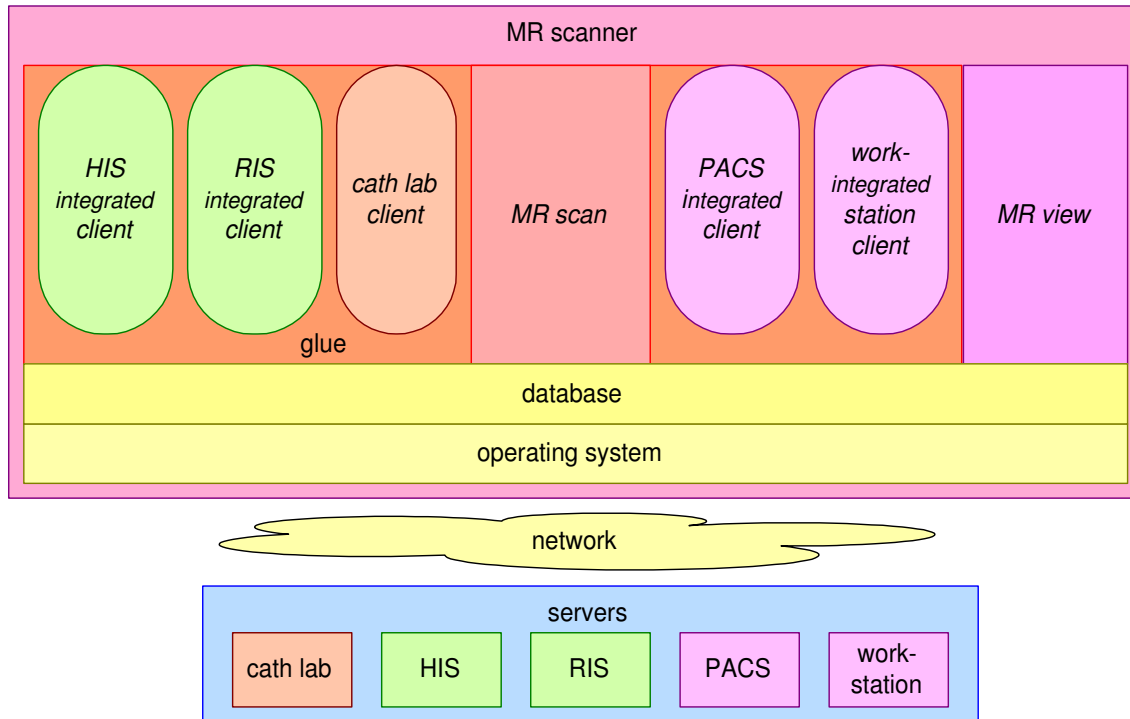 MR scanner
HIS
integrated
client
RIS
integrated
client
cath lab
client
MR scan
PACS
integrated
client
work-
integrated
station
client
MR view
glue
database
operating system
network
servers
cath lab
HIS
RIS
PACS
work-
station